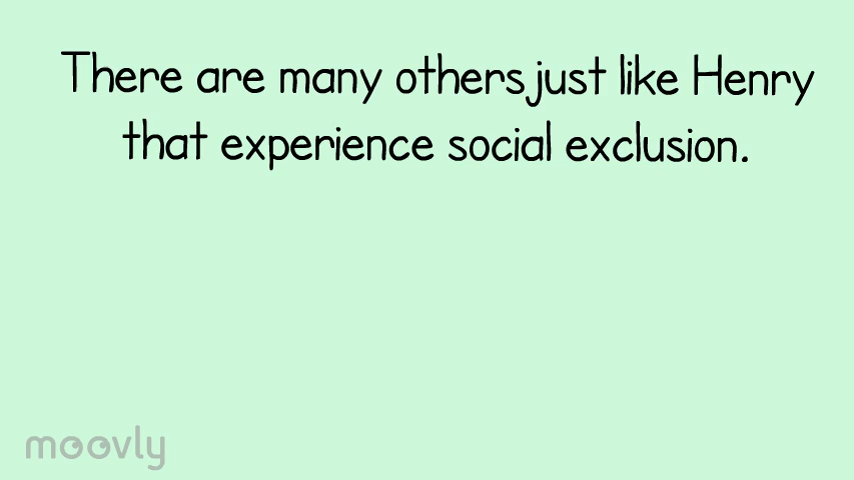 There are many others just like Henry
that experience social exclusion.
moovly